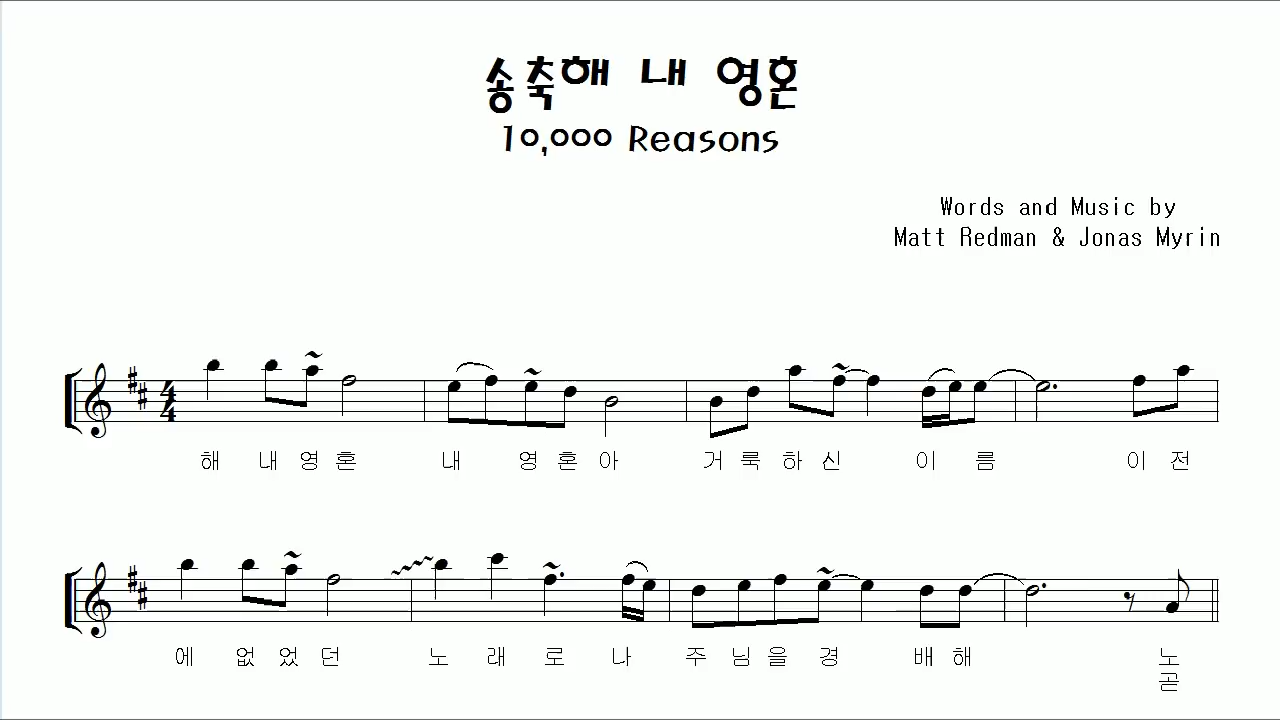 송축해 내 영혼
10,000 Reasons
Words and Music by
Matt Redman & Jonas Myrin
해 내 영 혼 내 영 혼 아 거 룩 하 신 이 름 이 전
에 없 었 던 노 래 로 나 주 님 을 경 배 해 노
곧